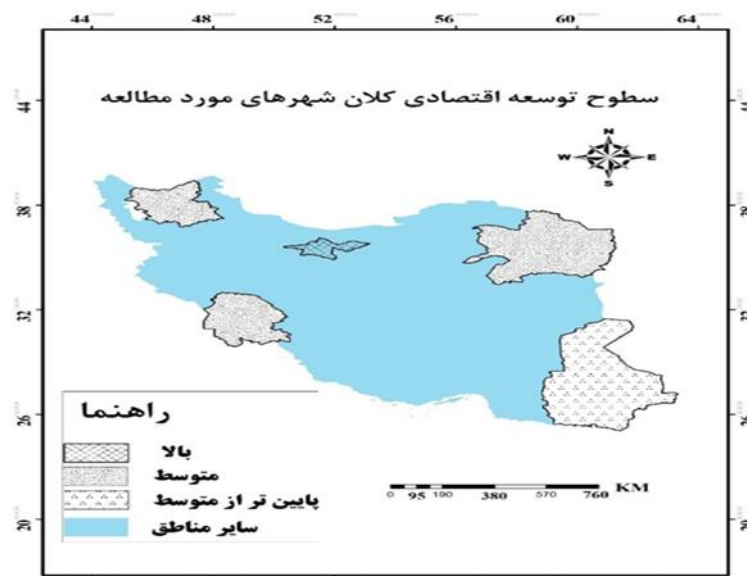 44 48 52 56 60 64
سطوح توسعه اقتصادی کلان شهرهای مورد مطالعه
44
N
W E
S
38
32
26
20
راهنما
بالا
متوسط
پایین تر از متوسط
سایر مناطق
0 95 190 380 570 760 KM